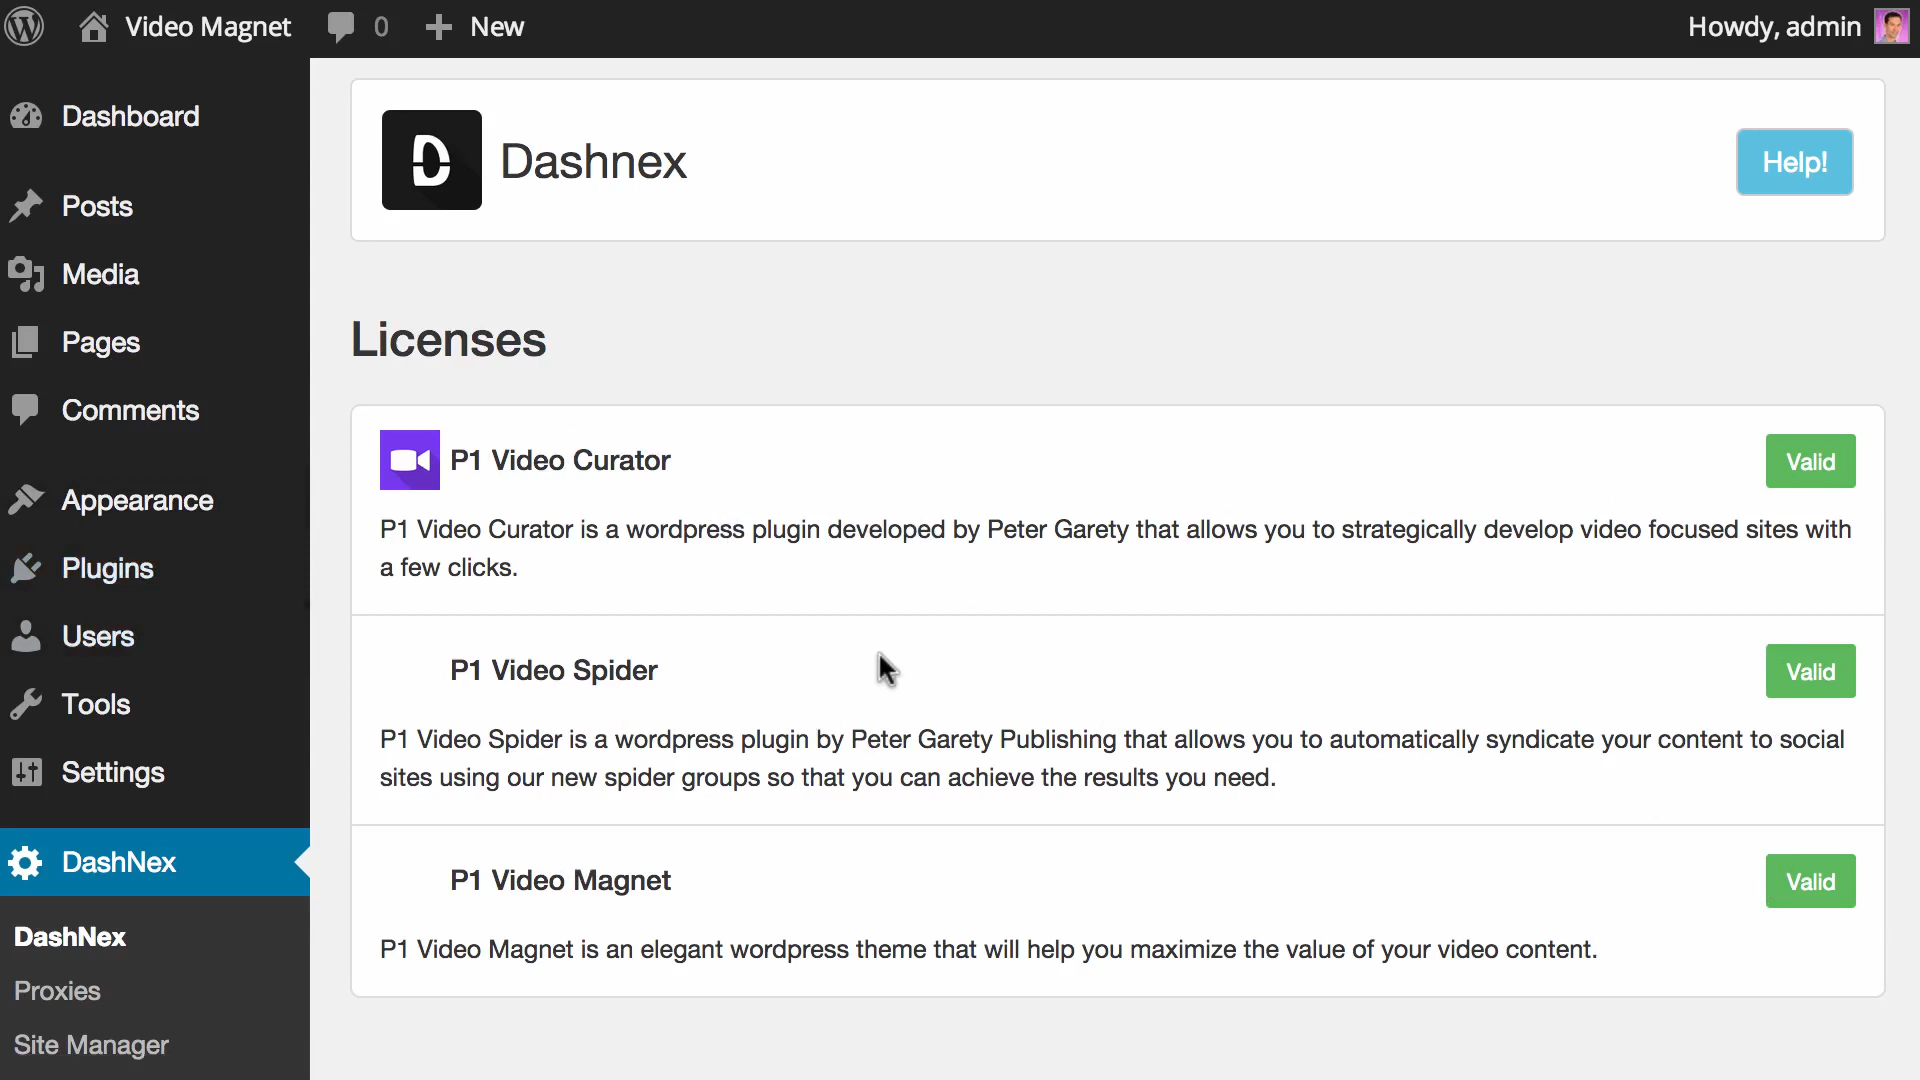 Video Magnet 0 New Howdy, admin
Dashboard
Posts
Media
Pages
Comments
Appearance
Plugins
Users
Tools
Settings
DashNex
DashNex
Proxies
Site Manager
D Dashnex Help!
Licenses
P1 Video Curator Valid
P1 Video Curator is a wordpress plugin developed by Peter Garety that allows you to strategically develop video focused sites with
a few clicks.
P1 Video Spider Valid
P1 Video Spider is a wordpress plugin by Peter Garety Publishing that allows you to automatically syndicate your content to social
sites using our new spider groups so that you can achieve the results you need.
P1 Video Magnet Valid
P1 Video Magnet is an elegant wordpress theme that will help you maximize the value of your video content.